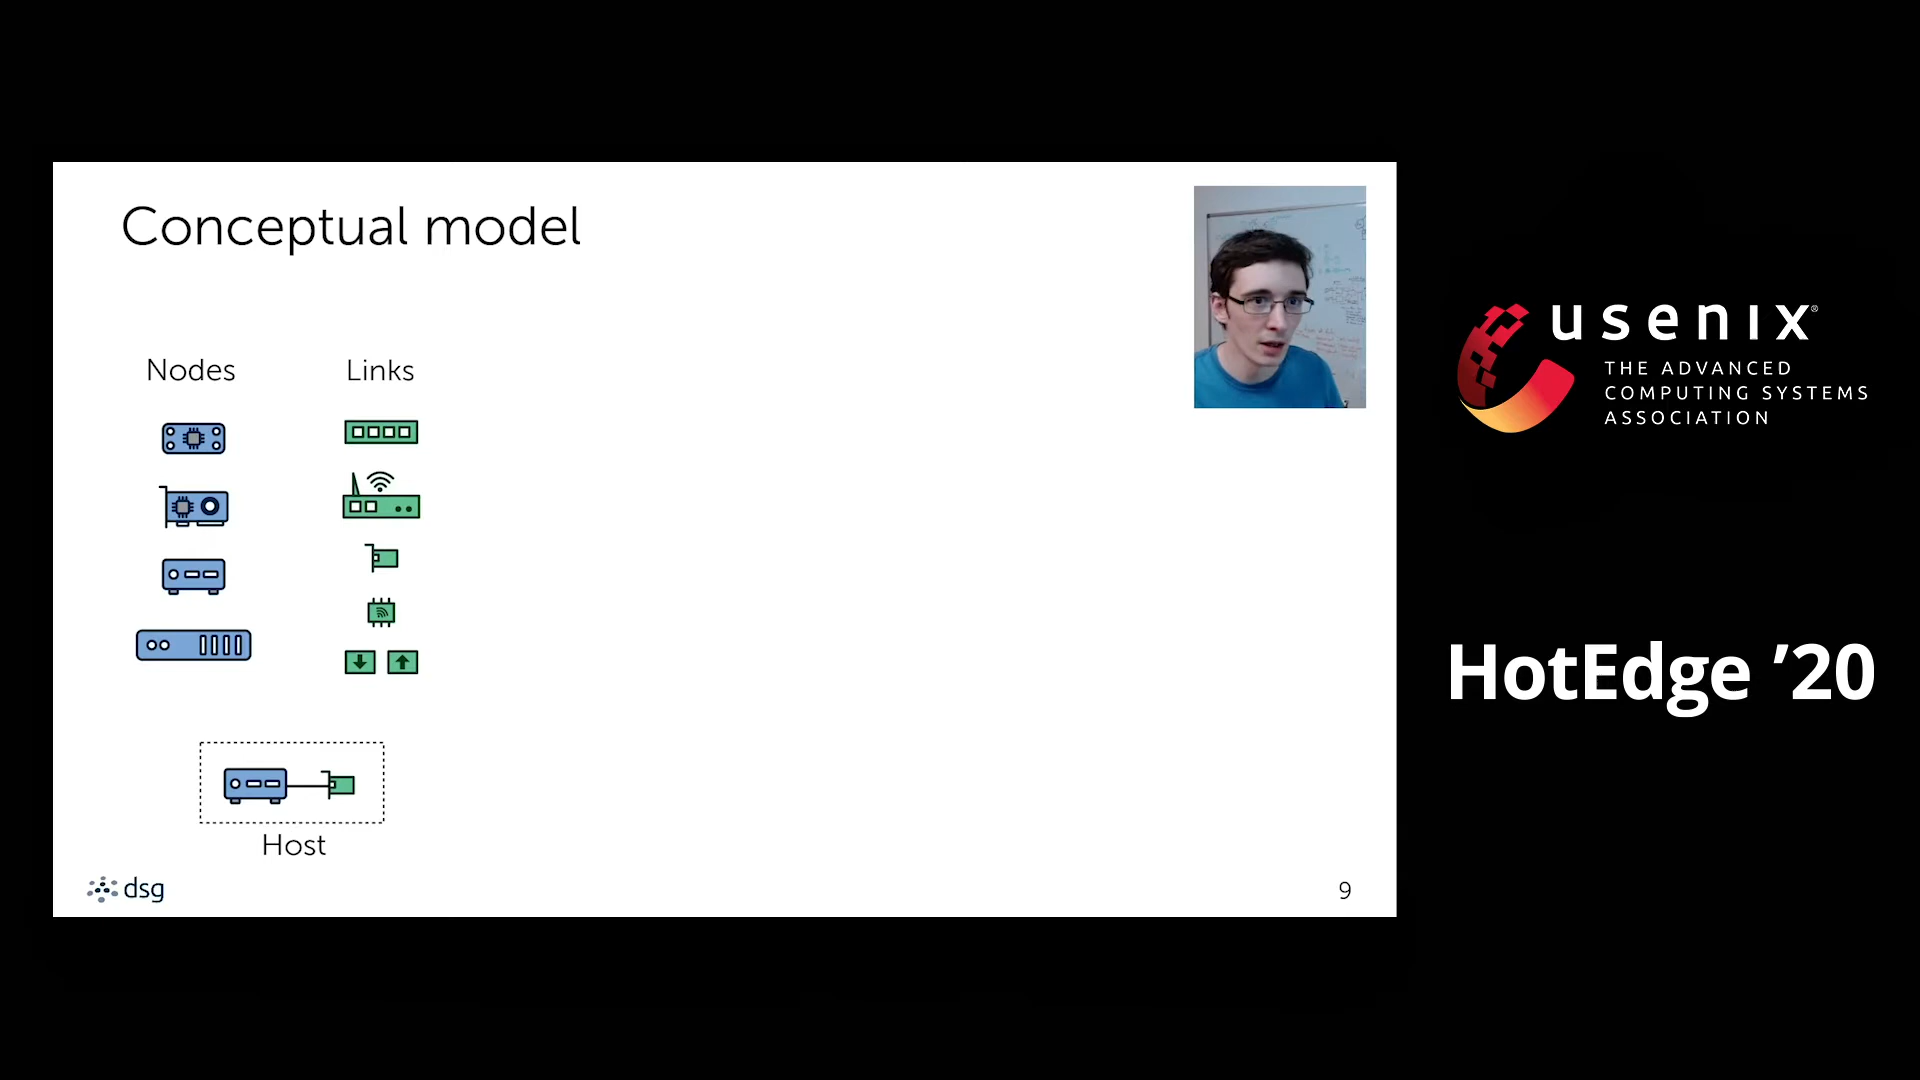 Conceptual model
Nodes
Links
Host
dsg
9
usenix®
THE ADVANCED
COMPUTING SYSTEMS
ASSOCIATION
HotEdge ’20